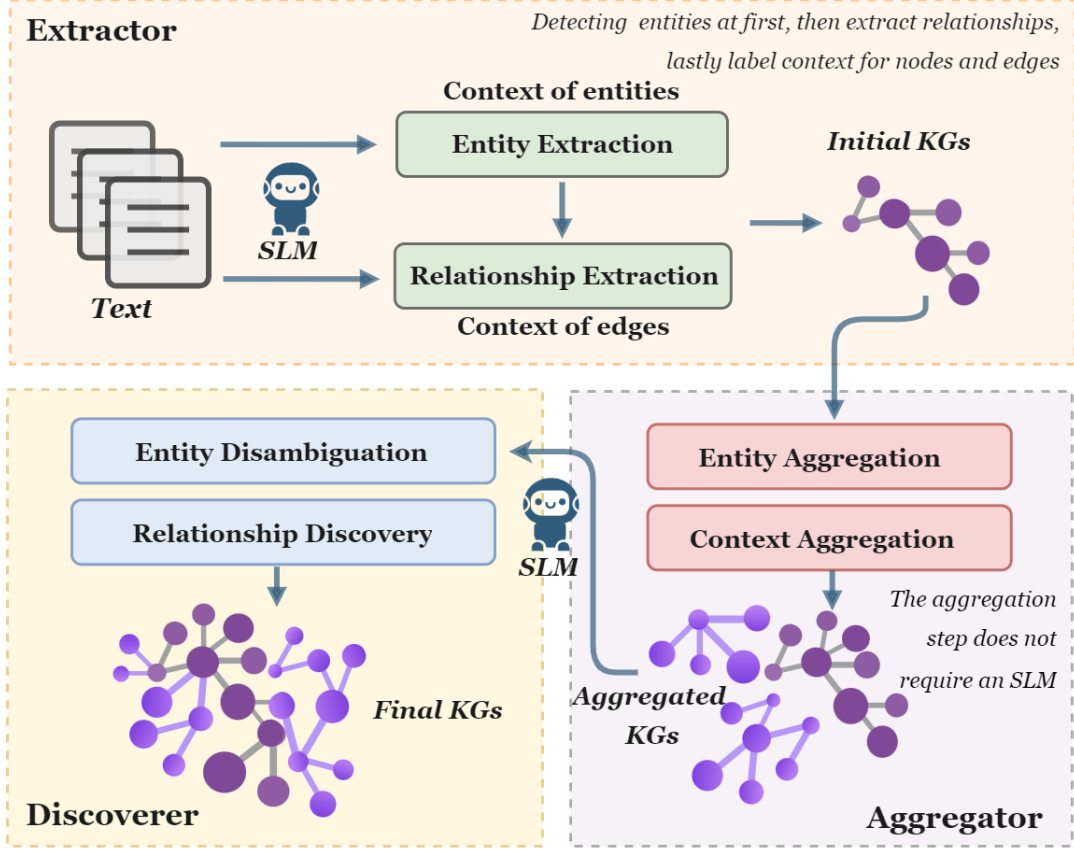 Extractor
Detecting entities at first, then extract relationships,
lastly label context for nodes and edges
Context of entities
Entity Extraction
Initial KGs
SLM
Relationship Extraction
Text
Context of edges
Entity Disambiguation
Relationship Discovery
SLM
Final KGs
Discoverer
Entity Aggregation
Context Aggregation
The aggregation
step does not
require an SLM
Aggregated
KGs
Aggregator